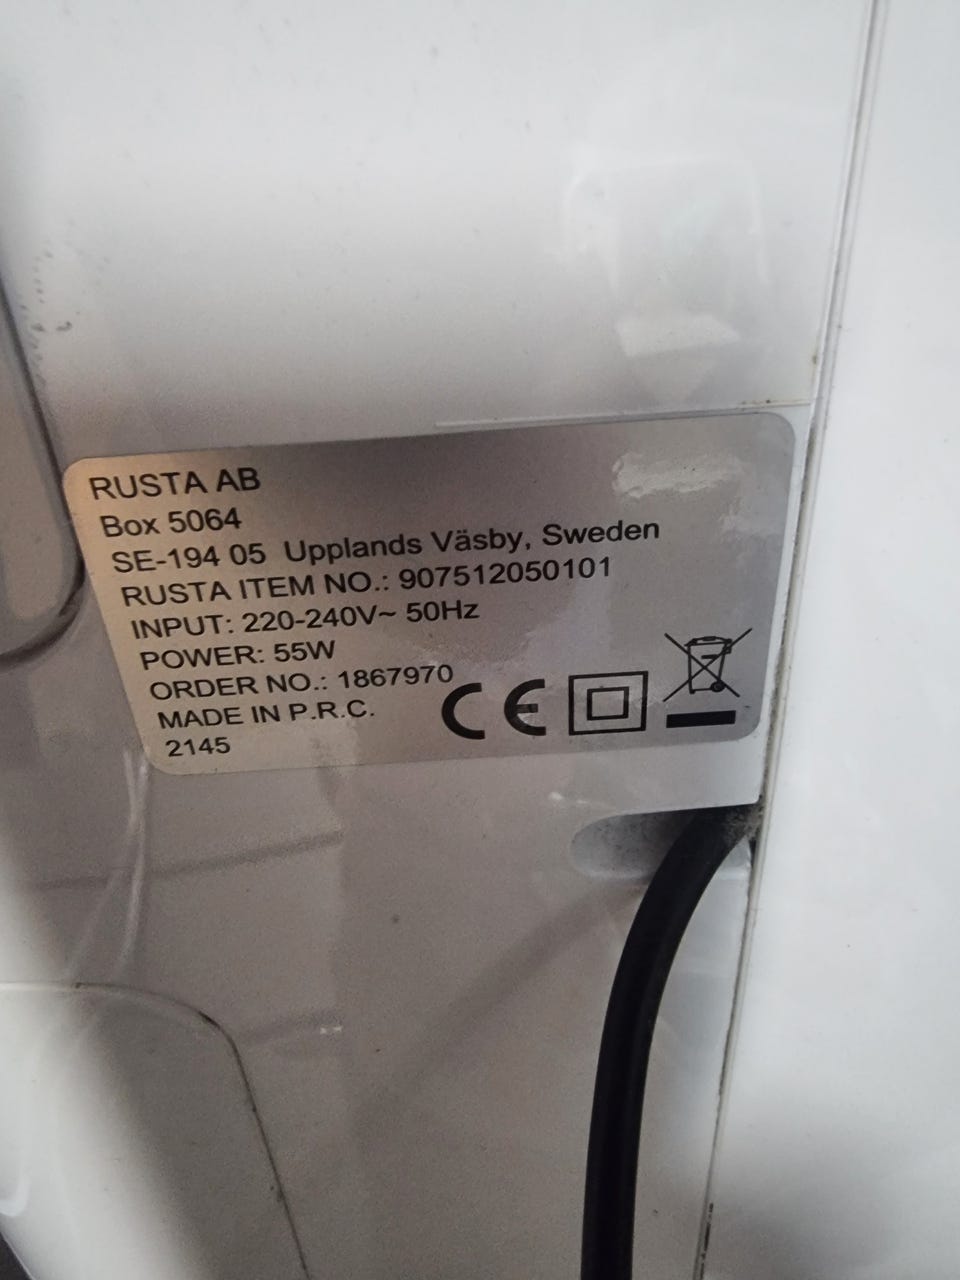 RUSTA AB
Box 5064
SE-194 05 Upplands Väsby, Sweden
RUSTA ITEM NO.: 907512050101
INPUT: 220-240V~ 50Hz
POWER: 55W
ORDER NO.: 1867970
MADE IN P.R.C.
2145
CE